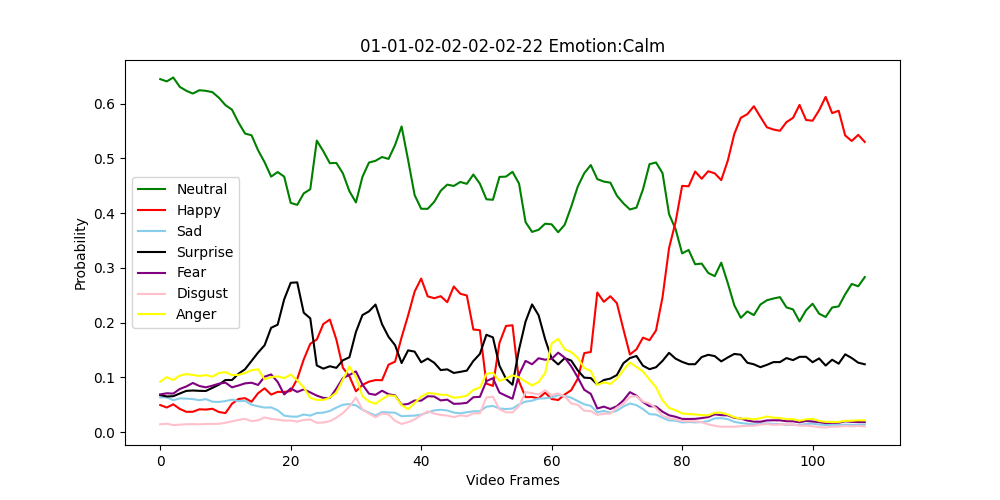 01-01-02-02-02-02-22 Emotion:Calm
Probability
0.6
0.5
0.4
0.3
0.2
0.1
0.0
Neutral
Happy
Sad
Surprise
Fear
Disgust
Anger
0 20 40 60 80 100
Video Frames